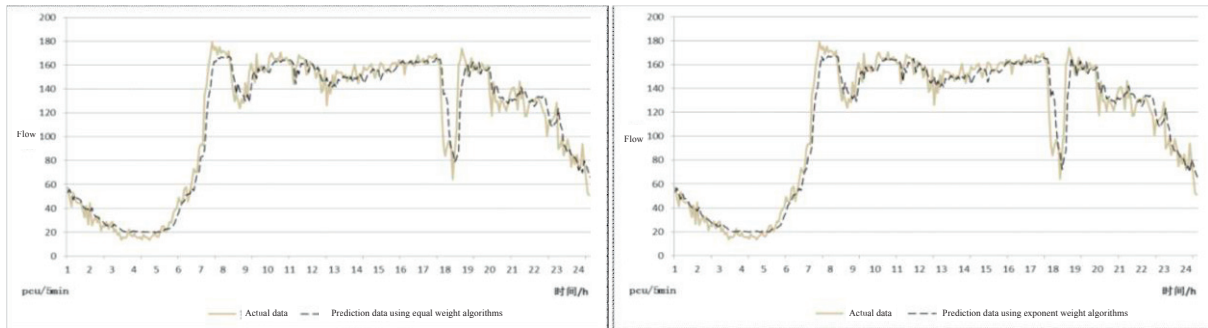 200
180
160
140
120
Flow
100
80
60
40
20
0
1 2 3 4 5 6 7 8 9 10 11 12 13 14 15 16 17 18 19 20 21 22 23 24
pcu/5min 时间/h
Actual data Prediction data using equal weight algorithms
200
180
160
140
120
Flow
100
80
60
40
20
0
1 2 3 4 5 6 7 8 9 10 11 12 13 14 15 16 17 18 19 20 21 22 23 24
pcu/5min 时间/h
Actual data Prediction data using exponent weight algorithms